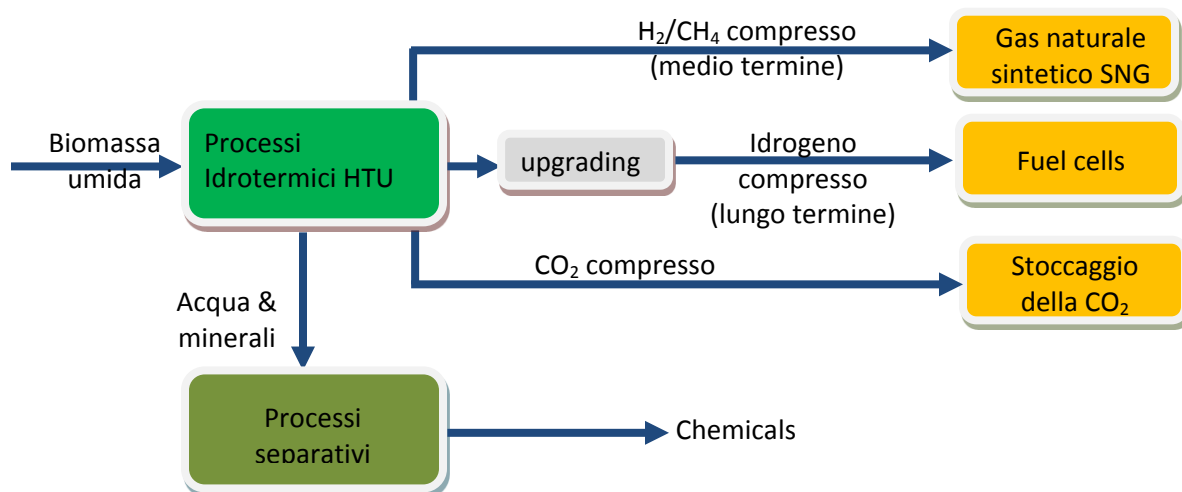 H₂/CH₄ compresso
(medio termine)
Gas naturale
sintetico SNG
Biomassa
umida
Processi
Idrotermici HTU
upgrading
Idrogeno
compresso
(lungo termine)
Fuel cells
CO₂ compresso
Stoccaggio
della CO₂
Acqua &
minerali
Processi
separativi
Chemicals